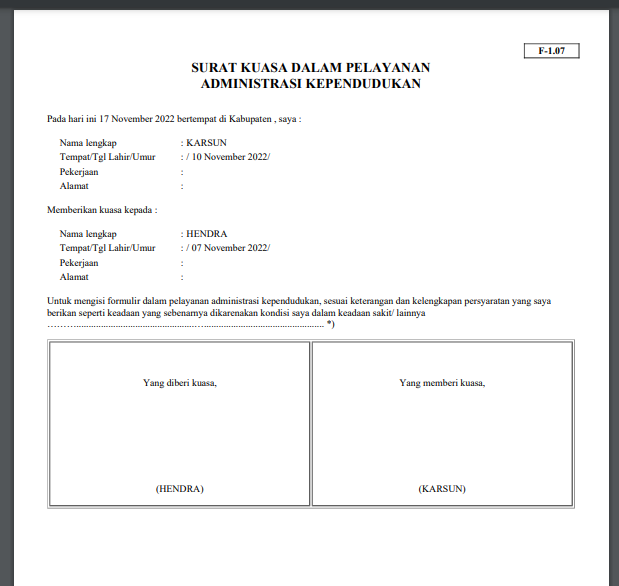 F-1.07
SURAT KUASA DALAM PELAYANAN
ADMINISTRASI KEPENDUDUKAN
Pada hari ini 17 November 2022 bertempat di Kabupaten , saya :
Nama lengkap : KARSUN
Tempat/Tgl Lahir/Umur : / 10 November 2022/
Pekerjaan :
Alamat :
Memberikan kuasa kepada :
Nama lengkap : HENDRA
Tempat/Tgl Lahir/Umur : / 07 November 2022/
Pekerjaan :
Alamat :
Untuk mengisi formulir dalam pelayanan administrasi kependudukan, sesuai keterangan dan kelengkapan persyaratan yang saya
berikan seperti keadaan yang sebenarnya dikarenakan kondisi saya dalam keadaan sakit/ lainnya
................................................................................................ *)
Yang diberi kuasa,
(HENDRA)
Yang memberi kuasa,
(KARSUN)